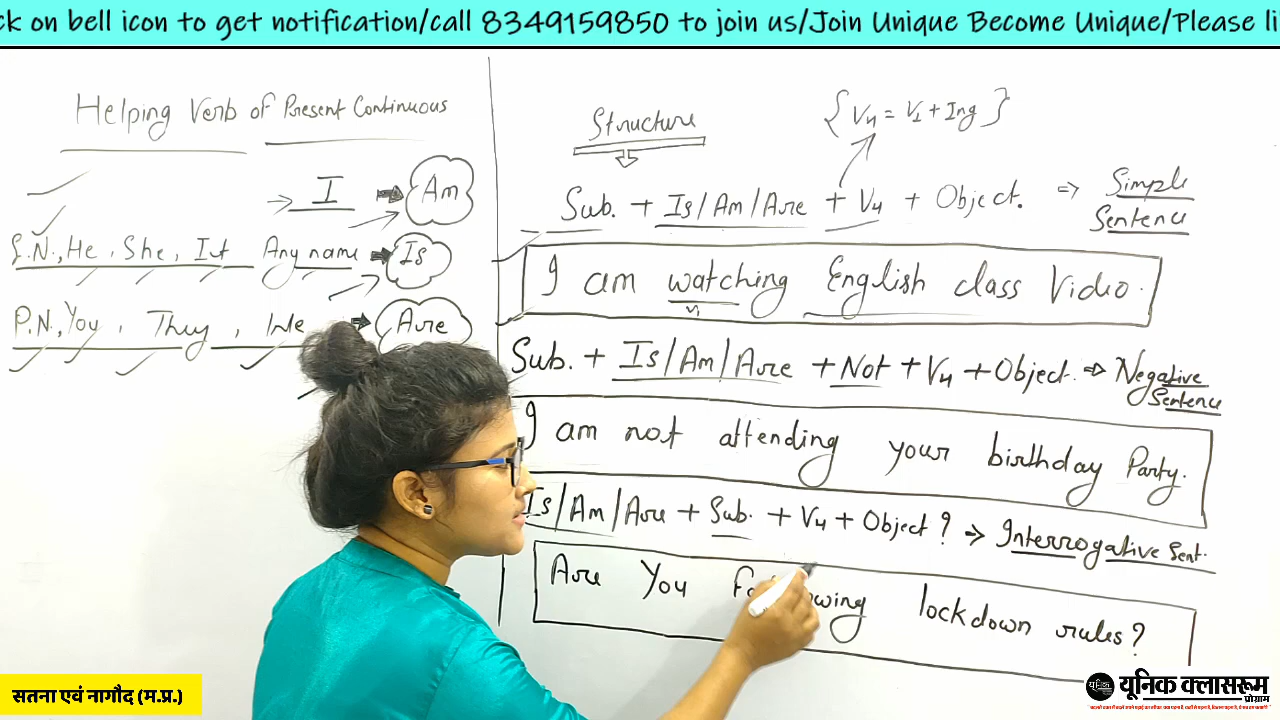 ck on bell icon to get notification/call 8349159850 to join us/Join Unique Become Unique/Please li
Helping Verb of Present Continuous
→ I ➡ Am
S.N., He, She, It Any name ➡ Is
P.N., You, They, We ➡ Are
Structure
{V4 = V1 + Ing}
Sub. + Is/Am/Are + V4 + Object. ⇒ Simple
Sentence
I am watching English class Video.
V1
Sub. + Is/Am/Are + Not + V4 + Object. ⇒ Negative
Sentence
I am not attending your birthday Party.
Is/Am/Are + Sub. + V4 + Object? ⇒ Interrogative Sent.
Are You lockdown rules?
सतना एवं नागौद (म.प्र.)
यूनिक क्लासरूम
प्रोग्राम